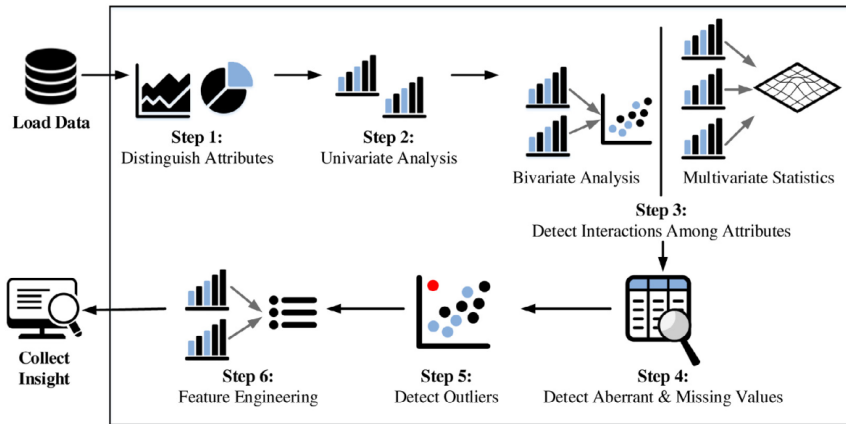 Load Data
Step 1:
Distinguish Attributes
Step 2:
Univariate Analysis
Bivariate Analysis
Multivariate Statistics
Step 3:
Detect Interactions Among Attributes
Step 4:
Detect Aberrant & Missing Values
Step 5:
Detect Outliers
Step 6:
Feature Engineering
Collect
Insight